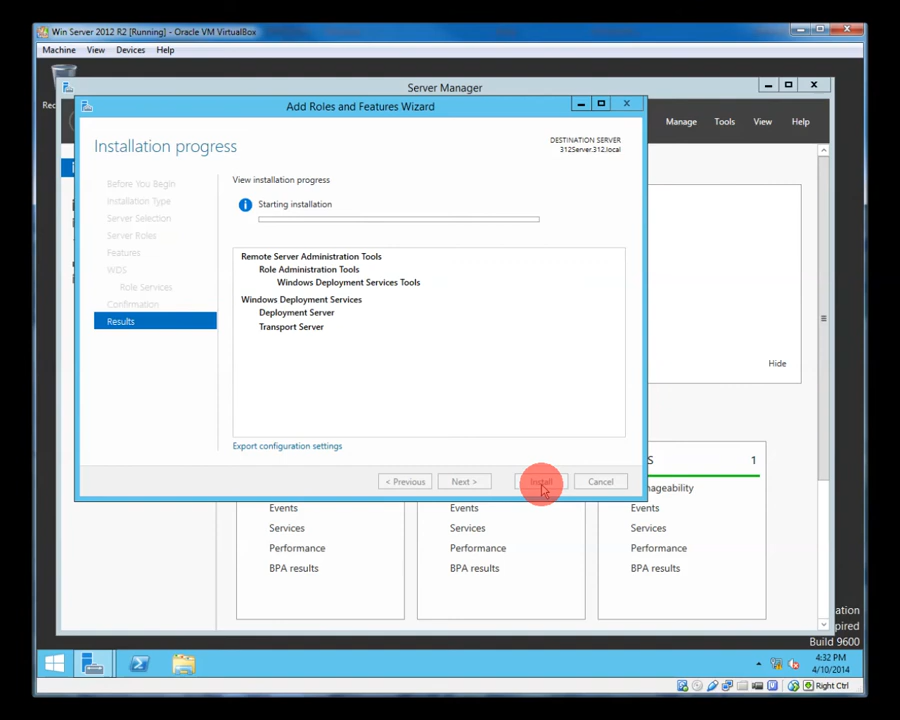 Win Server 2012 R2 [Running] - Oracle VM VirtualBox
Machine View Devices Help
Server Manager
Add Roles and Features Wizard
Manage Tools View Help
Installation progress
DESTINATION SERVER
312Server.312.local
Before You Begin
Installation Type
Server Selection
Server Roles
Features
WDS
Role Services
Confirmation
Results
View installation progress
Starting installation
Remote Server Administration Tools
Role Administration Tools
Windows Deployment Services Tools
Windows Deployment Services
Deployment Server
Transport Server
Export configuration settings
< Previous Next > Install Cancel
Hide
S 1
nageability
Events Events Events
Services Services Services
Performance Performance Performance
BPA results BPA results BPA results
ation
pired
Build 9600
4:32 PM
4/10/2014
Right Ctrl